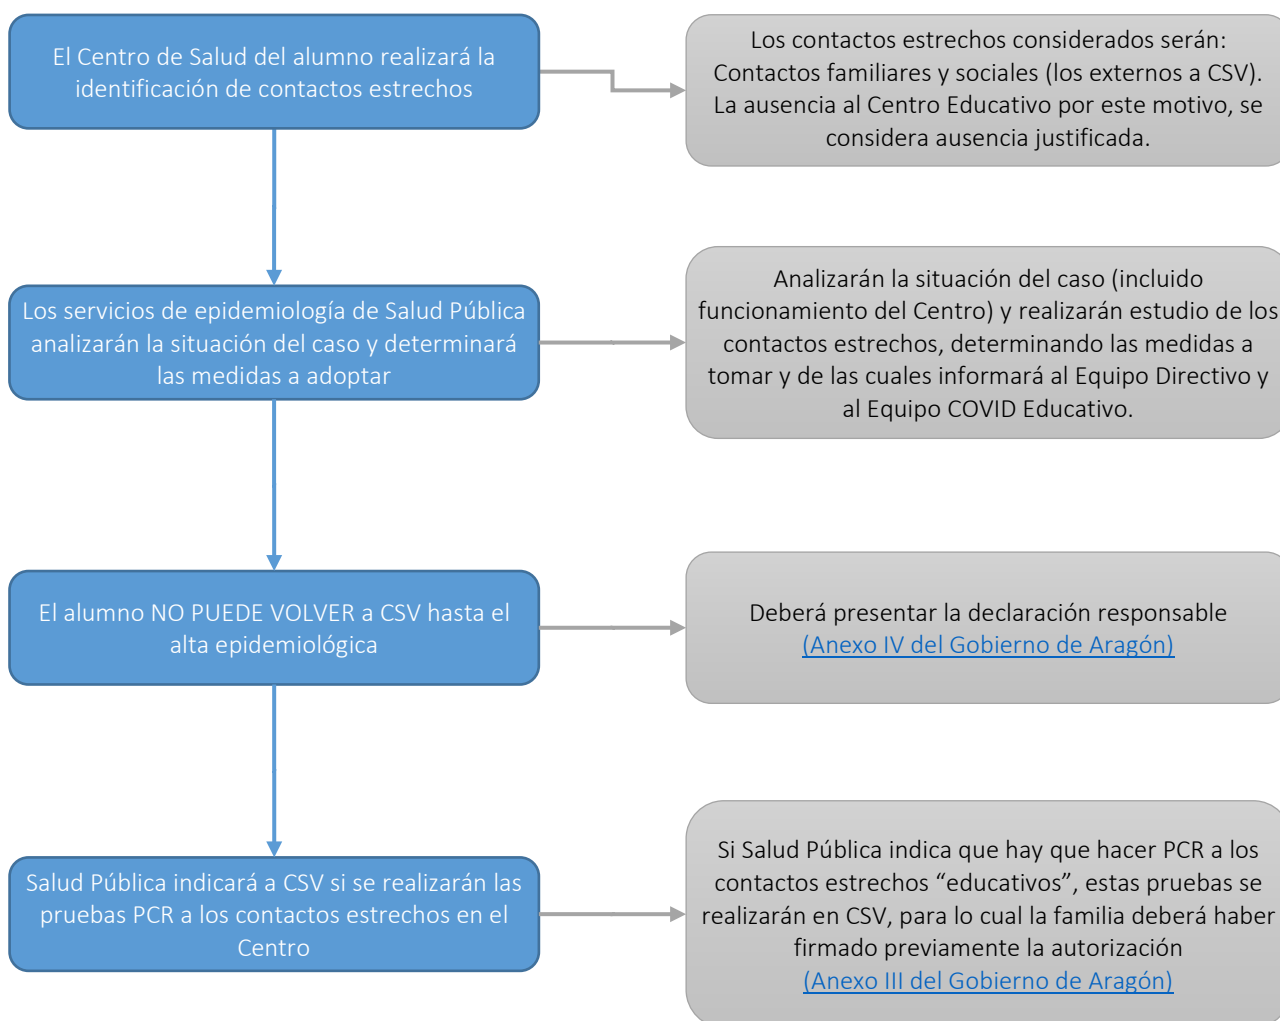 El Centro de Salud del alumno realizará la
identificación de contactos estrechos
Los contactos estrechos considerados serán:
Contactos familiares y sociales (los externos a CSV).
La ausencia al Centro Educativo por este motivo, se
considera ausencia justificada.
Los servicios de epidemiología de Salud Pública
analizarán la situación del caso y determinará
las medidas a adoptar
Analizarán la situación del caso (incluido
funcionamiento del Centro) y realizarán estudio de los
contactos estrechos, determinando las medidas a
tomar y de las cuales informará al Equipo Directivo y
al Equipo COVID Educativo.
El alumno NO PUEDE VOLVER a CSV hasta el
alta epidemiológica
Deberá presentar la declaración responsable
(Anexo IV del Gobierno de Aragón)
Salud Pública indicará a CSV si se realizarán las
pruebas PCR a los contactos estrechos en el
Centro
Si Salud Pública indica que hay que hacer PCR a los
contactos estrechos “educativos”, estas pruebas se
realizarán en CSV, para lo cual la familia deberá haber
firmado previamente la autorización
(Anexo III del Gobierno de Aragón)